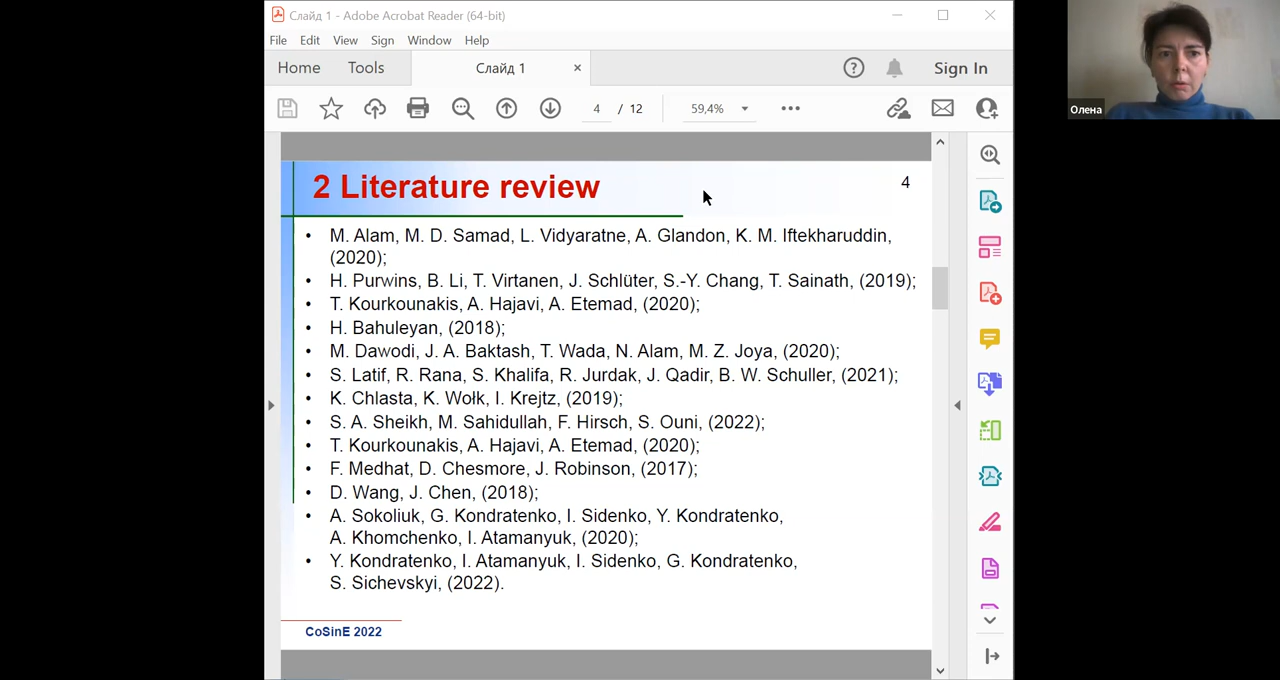 Слайд 1 - Adobe Acrobat Reader (64-bit)
File Edit View Sign Window Help
Home Tools Слайд 1 × Sign In
4 / 12 59,4%
2 Literature review
4
• M. Alam, M. D. Samad, L. Vidyaratne, A. Glandon, K. M. Iftekharuddin,
(2020);
• H. Purwins, B. Li, T. Virtanen, J. Schlüter, S.-Y. Chang, T. Sainath, (2019);
• T. Kourkounakis, A. Hajavi, A. Etemad, (2020);
• H. Bahuleyan, (2018);
• M. Dawodi, J. A. Baktash, T. Wada, N. Alam, M. Z. Joya, (2020);
• S. Latif, R. Rana, S. Khalifa, R. Jurdak, J. Qadir, B. W. Schuller, (2021);
• K. Chlasta, K. Wołk, I. Krejtz, (2019);
• S. A. Sheikh, M. Sahidullah, F. Hirsch, S. Ouni, (2022);
• T. Kourkounakis, A. Hajavi, A. Etemad, (2020);
• F. Medhat, D. Chesmore, J. Robinson, (2017);
• D. Wang, J. Chen, (2018);
• A. Sokoliuk, G. Kondratenko, I. Sidenko, Y. Kondratenko,
A. Khomchenko, I. Atamanyuk, (2020);
• Y. Kondratenko, I. Atamanyuk, I. Sidenko, G. Kondratenko,
S. Sichevskyi, (2022).
CoSinE 2022
Олена